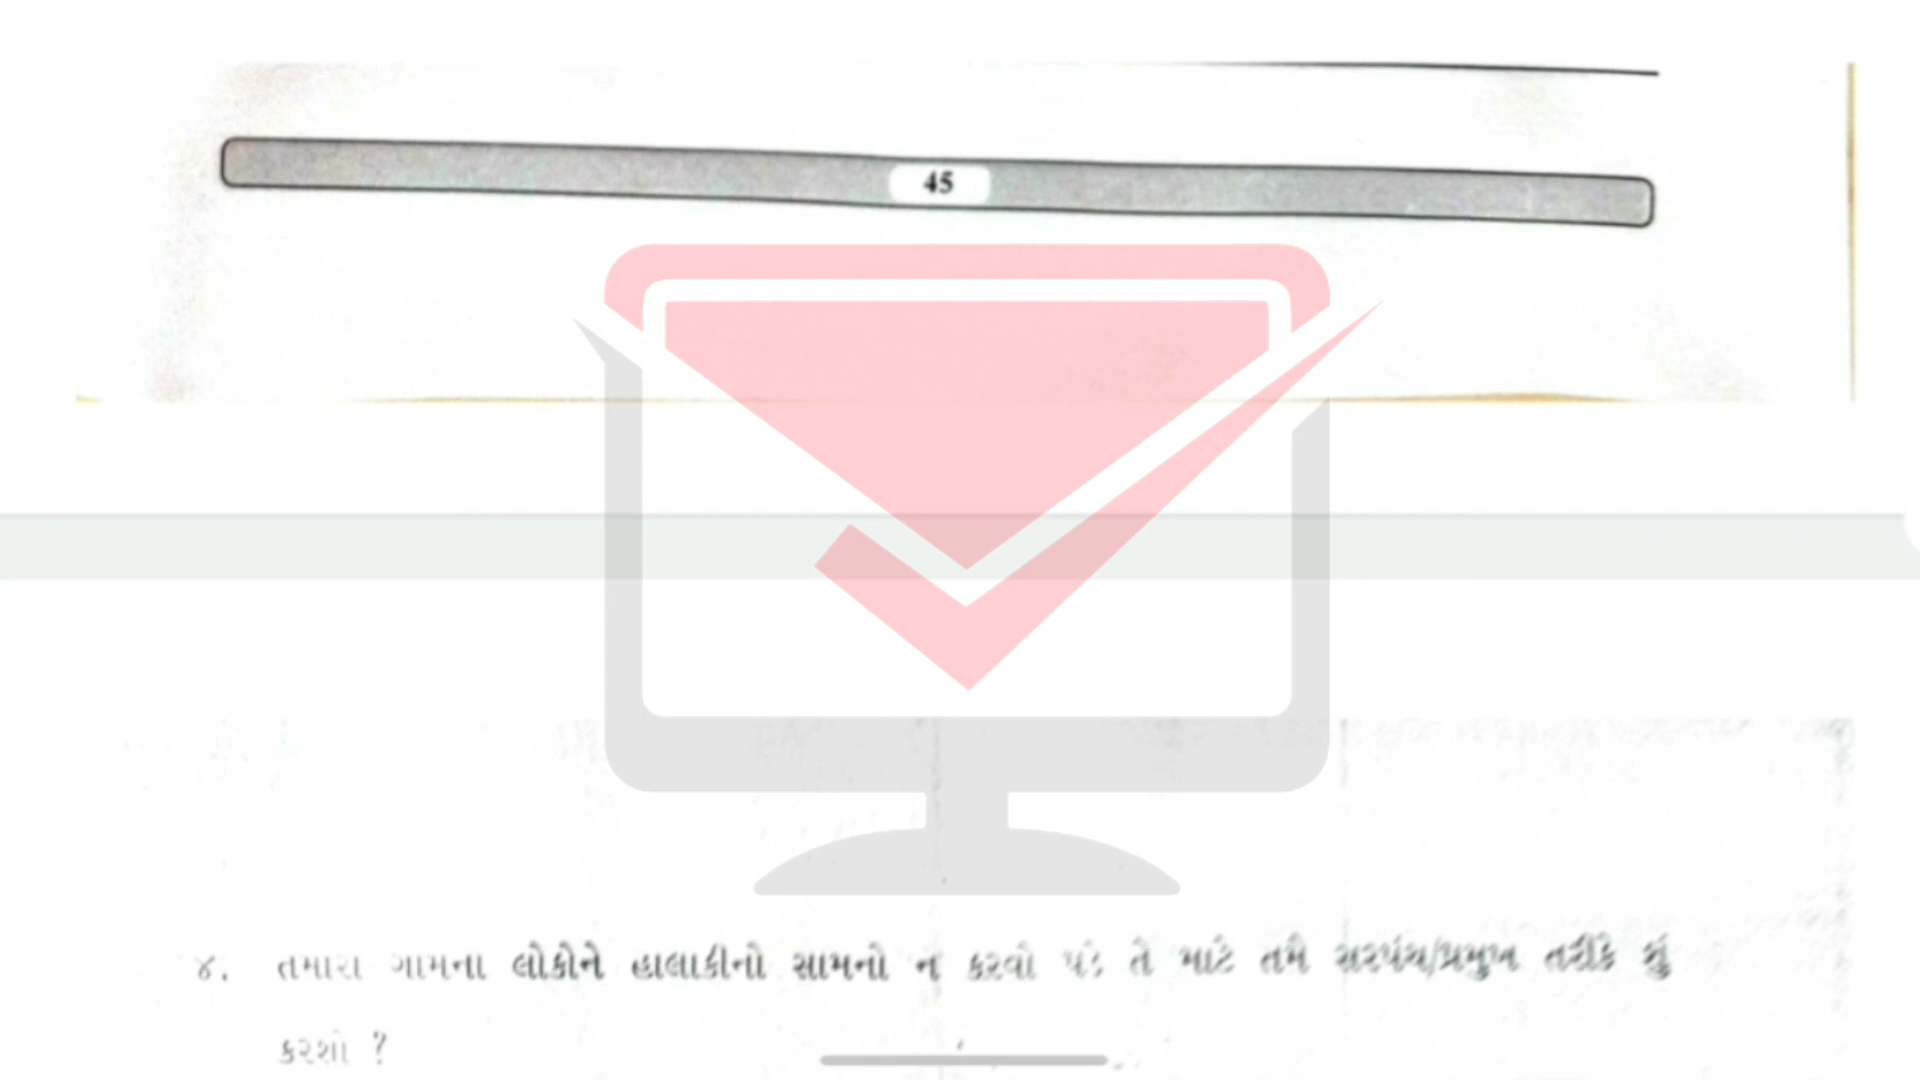 45
૪. તમારા ગામના લોકોને હાલાકીનો સામનો ન કરવો પડે તે માટે તમે સરપંચ/પ્રમુખ તરીકે શું
કરશો ?